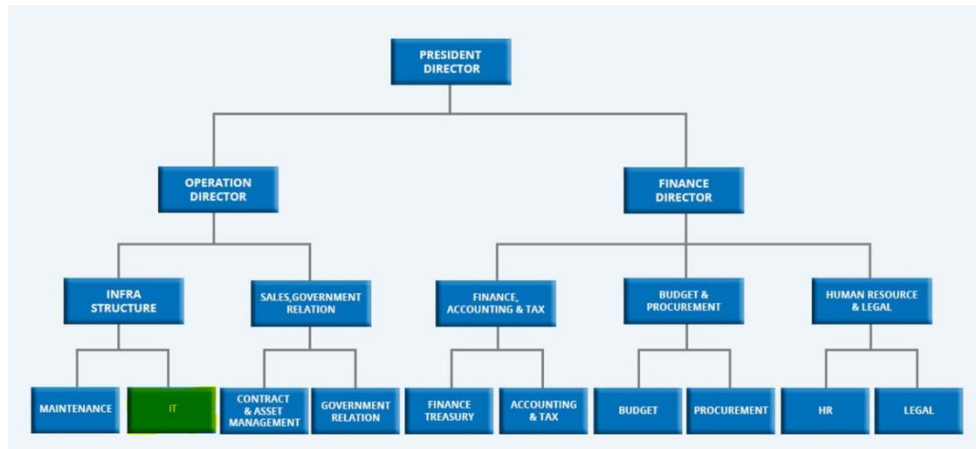 PRESIDENT
DIRECTOR
OPERATION
DIRECTOR
FINANCE
DIRECTOR
INFRA
STRUCTURE
SALES,GOVERNMENT
RELATION
FINANCE,
ACCOUNTING & TAX
BUDGET &
PROCUREMENT
HUMAN RESOURCE
& LEGAL
MAINTENANCE
IT
CONTRACT
& ASSET
MANAGEMENT
GOVERNMENT
RELATION
FINANCE
TREASURY
ACCOUNTING
& TAX
BUDGET
PROCUREMENT
HR
LEGAL